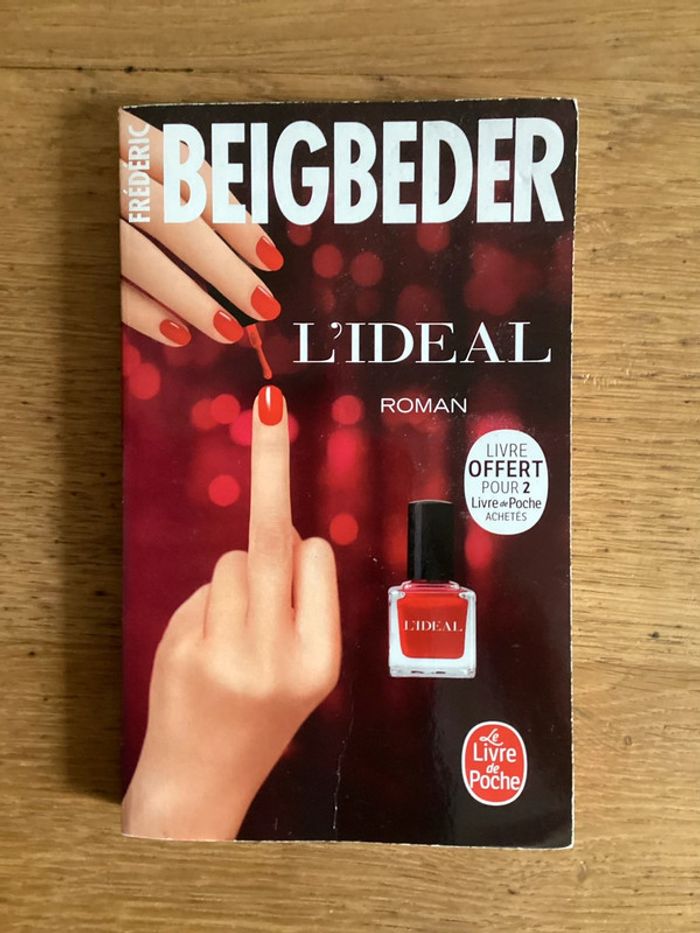 FRÉDÉRIC
BEIGBEDER
L'IDEAL
ROMAN
LIVRE
OFFERT
POUR 2
Livre de Poche
ACHETÉS
L'IDEAL
Le
Livre
de
Poche